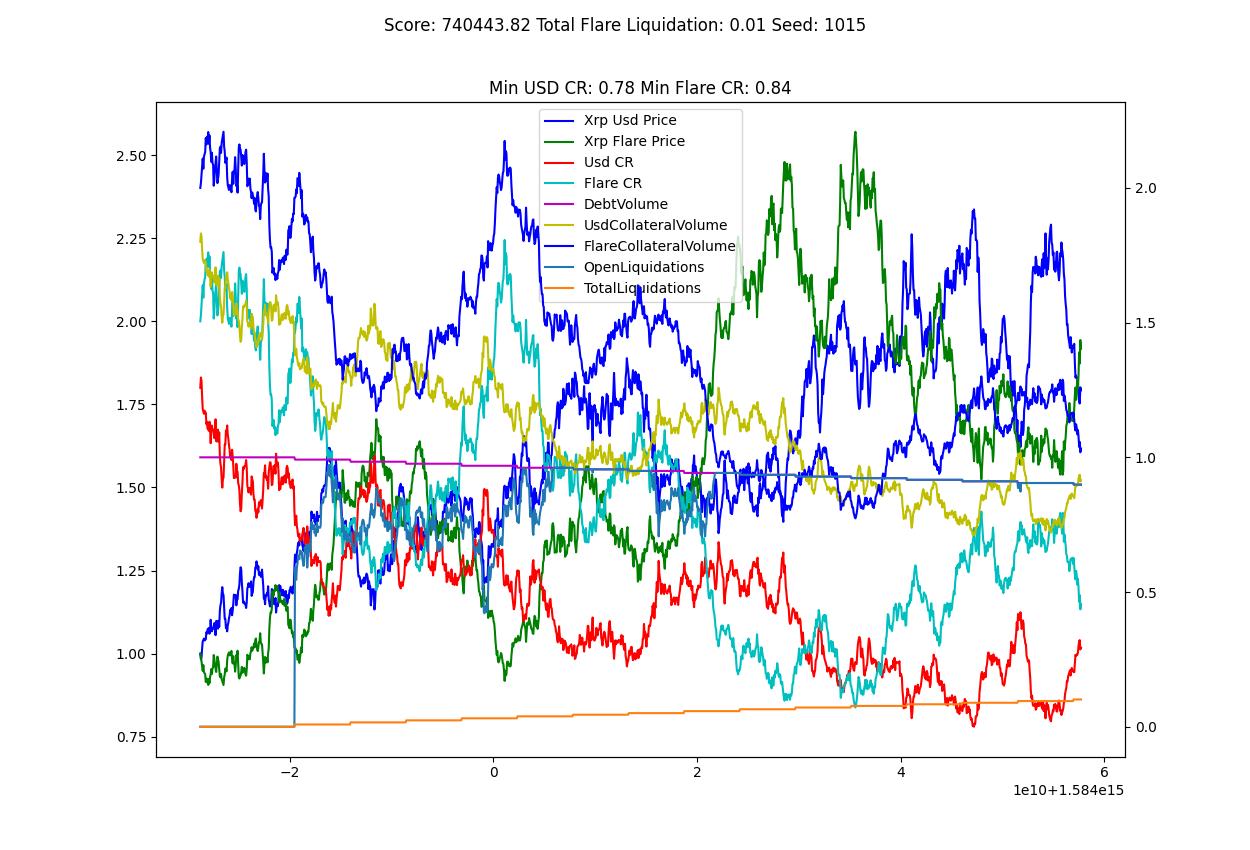 Score: 740443.82 Total Flare Liquidation: 0.01 Seed: 1015
Min USD CR: 0.78 Min Flare CR: 0.84
Xrp Usd Price
Xrp Flare Price
Usd CR
Flare CR
DebtVolume
UsdCollateralVolume
FlareCollateralVolume
OpenLiquidations
TotalLiquidations
2.50
2.25
2.00
1.75
1.50
1.25
1.00
0.75
2.0
1.5
1.0
0.5
0.0
−2 0 2 4 6
1e10+1.584e15